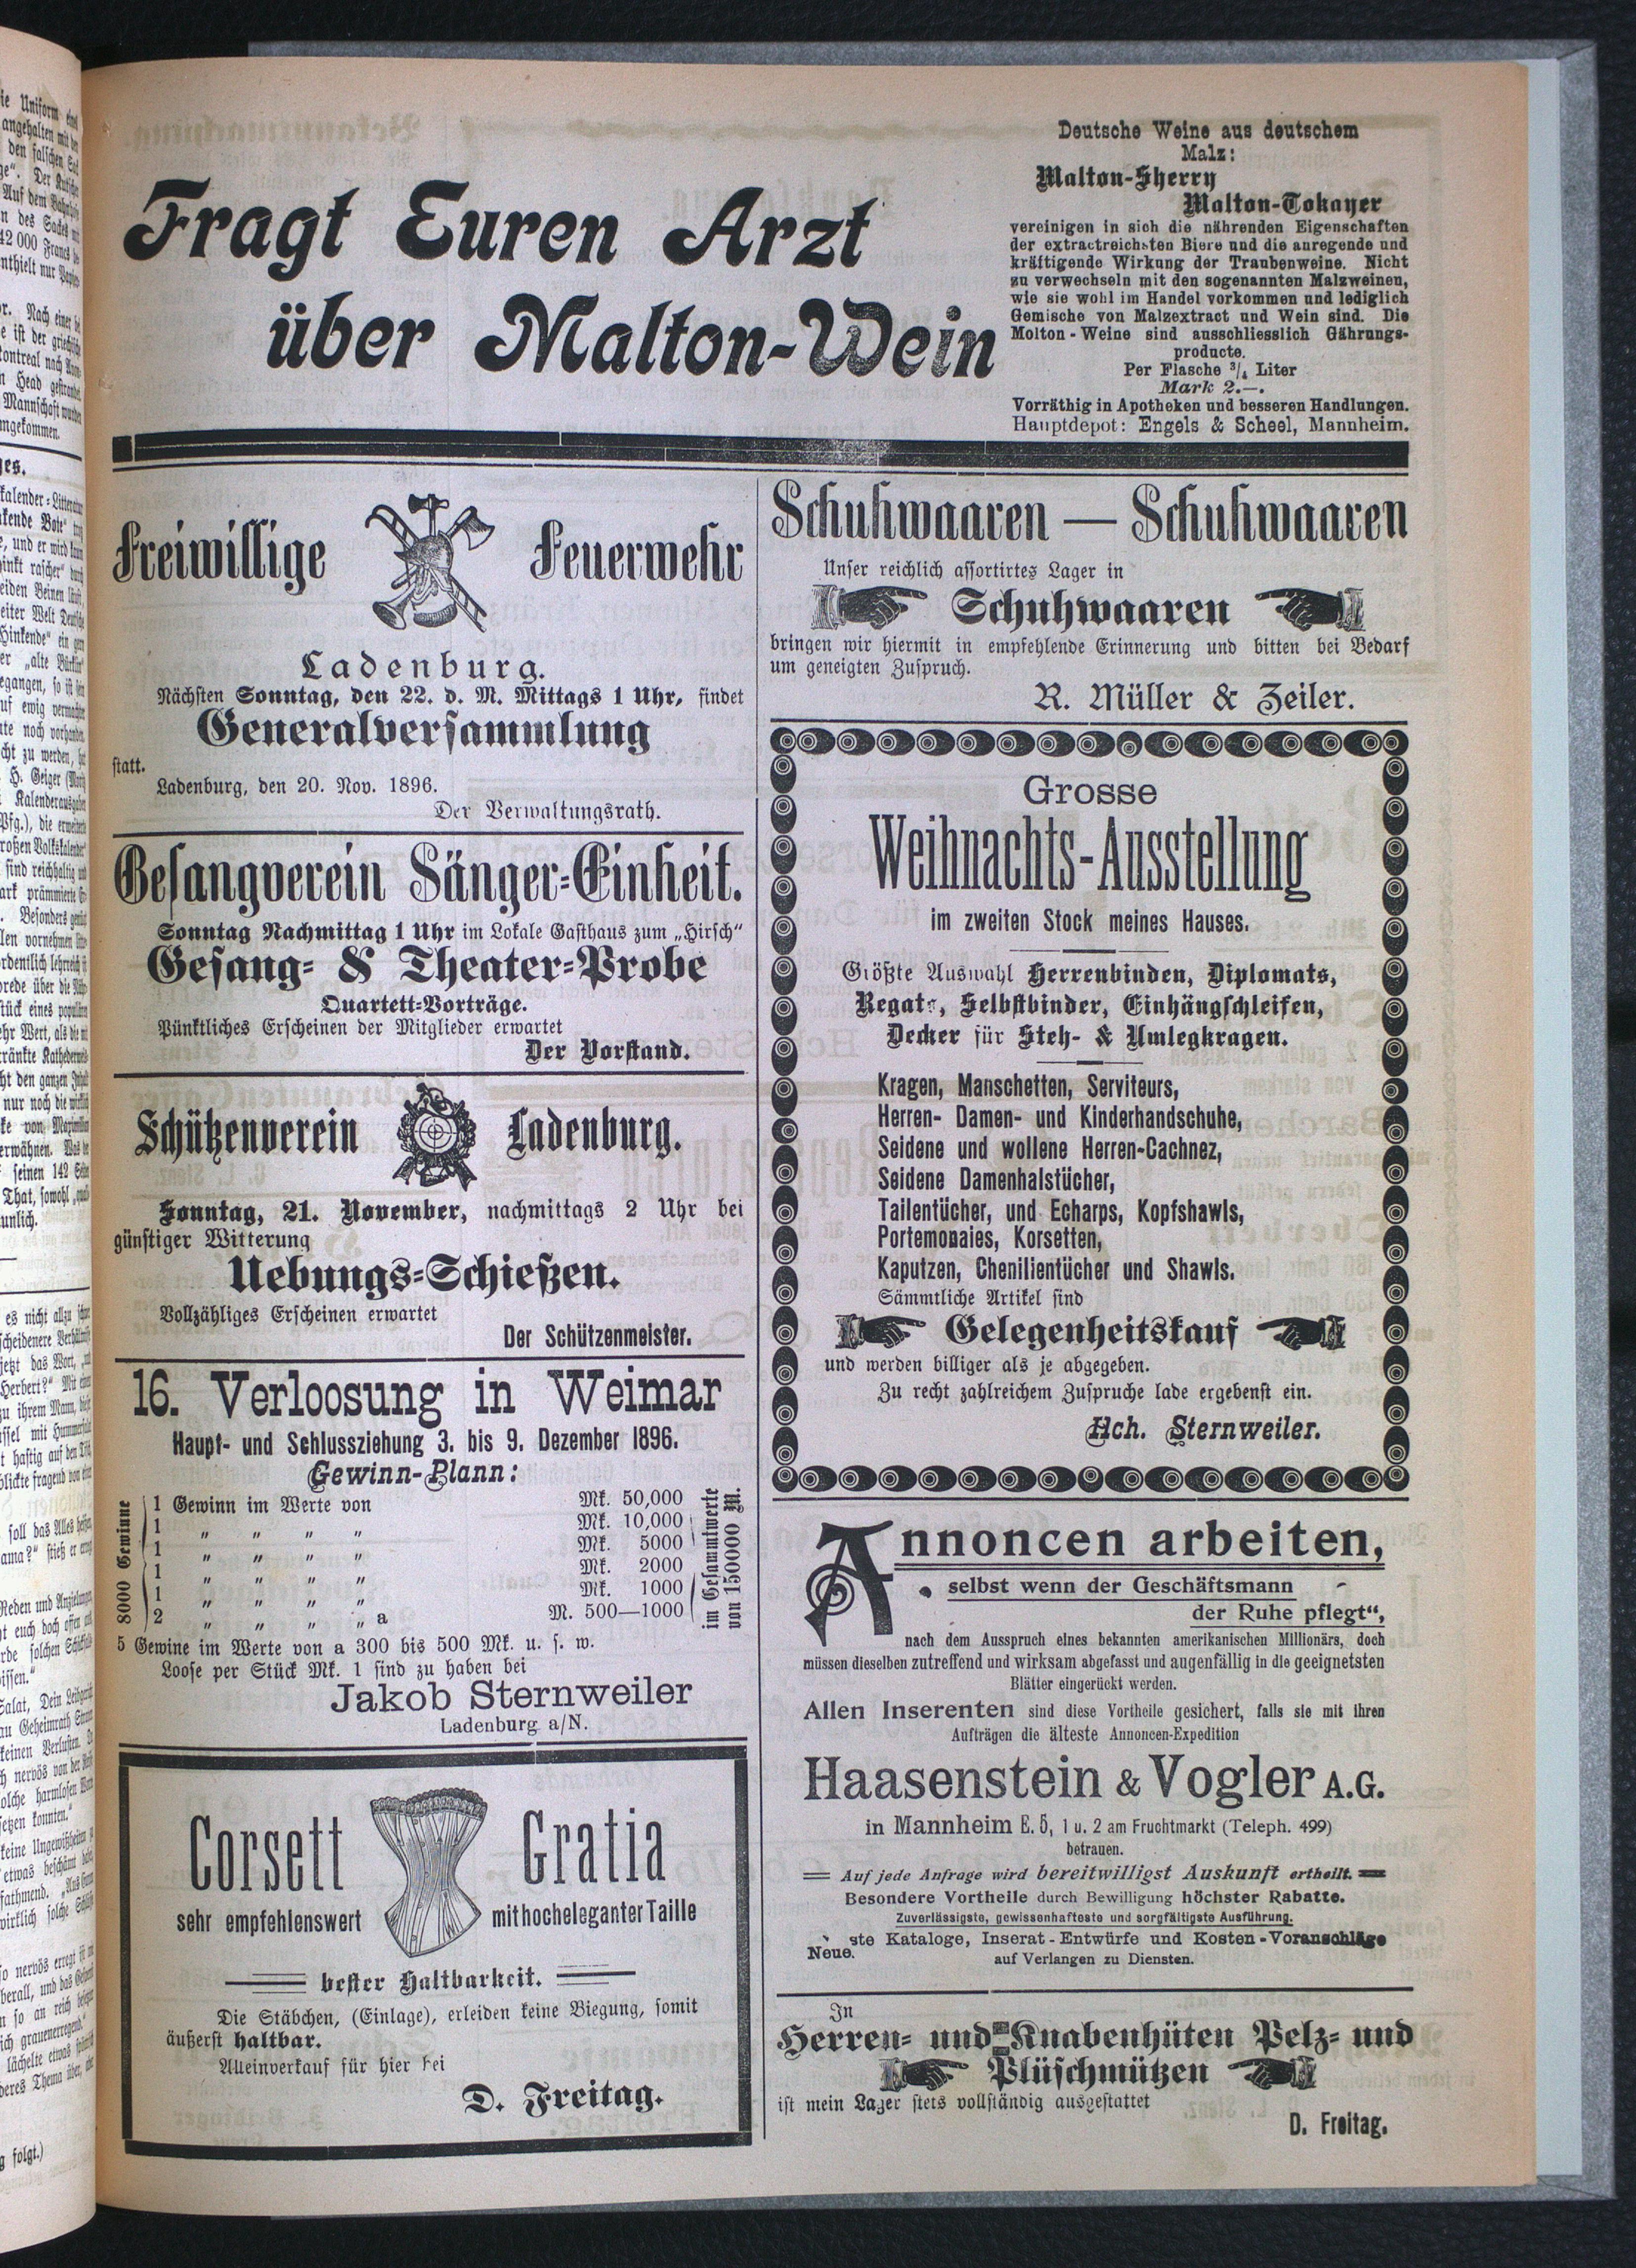 Fragt Euren Arzt
über Malton-Wein
Deutsche Weine aus deutschem
Malz:
Malton-Sherry
Malton-Tokayer
vereinigen in sich die nährenden Eigenschaften
der extractreichsten Biere und die anregende und
kräftigende Wirkung der Traubenweine. Nicht
zu verwechseln mit den sogenannten Malzweinen,
wie sie wohl im Handel vorkommen und lediglich
Gemische von Malzextract und Wein sind. Die
Molton-Weine sind ausschliesslich Gährungs-
producte.
Per Flasche ¾ Liter
Mark 2.—.
Vorräthig in Apotheken und besseren Handlungen.
Hauptdepot: Engels & Scheel, Mannheim.
Freiwillige Feuerwehr
Ladenburg.
Nächsten Sonntag, den 22. d. M. Mittags 1 Uhr, findet
Generalversammlung
statt.
Ladenburg, den 20. Nov. 1896.
Der Verwaltungsrath.
Gesangverein Sänger-Einheit.
Sonntag Nachmittag 1 Uhr im Lokale Gasthaus zum „Hirsch“
Gesang- & Theater-Probe
Quartett-Vorträge.
Pünktliches Erscheinen der Mitglieder erwartet
Der Vorstand.
Schützenverein Ladenburg.
Sonntag, 21. November, nachmittags 2 Uhr bei
günstiger Witterung
Uebungs-Schießen.
Vollzähliges Erscheinen erwartet
Der Schützenmeister.
16. Verloosung in Weimar
Haupt- und Schlussziehung 3. bis 9. Dezember 1896.
Gewinn-Plann:
8000 Gewinne
1 Gewinn im Werte von Mk. 50,000
1 „ „ „ „ Mk. 10,000
1 „ „ „ „ Mk. 5000
1 „ „ „ „ Mk. 2000
1 „ „ „ „ Mk. 1000
2 „ „ „ „ a M. 500—1000
im Gesammtwerte
von 150000 M.
5 Gewine im Werte von a 300 bis 500 Mk. u. s. w.
Loose per Stück Mk. 1 sind zu haben bei
Jakob Sternweiler
Ladenburg a/N.
Corsett Gratia
sehr empfehlenswert mit hocheleganter Taille
bester Haltbarkeit.
Die Stäbchen, (Einlage), erleiden keine Biegung, somit
äußerst haltbar.
Alleinverkauf für hier bei
D. Freitag.
Schuhwaaren — Schuhwaaren
Unser reichlich assortirtes Lager in
Schuhwaaren
bringen wir hiermit in empfehlende Erinnerung und bitten bei Bedarf
um geneigten Zuspruch.
R. Müller & Zeiler.
Grosse
Weihnachts-Ausstellung
im zweiten Stock meines Hauses.
Größte Auswahl Herrenbinden, Diplomats,
Regats, Selbstbinder, Einhängschleifen,
Decker für Steh- & Umlegkragen.
Kragen, Manschetten, Serviteurs,
Herren- Damen- und Kinderhandschuhe,
Seidene und wollene Herren-Cachnez,
Seidene Damenhalstücher,
Tailentücher, und Echarps, Kopfshawls,
Portemonaies, Korsetten,
Kaputzen, Chenilientücher und Shawls.
Sämmtliche Artikel sind
Gelegenheitskauf
und werden billiger als je abgegeben.
Zu recht zahlreichem Zuspruche lade ergebenst ein.
Hch. Sternweiler.
Annoncen arbeiten,
selbst wenn der Geschäftsmann
der Ruhe pflegt“,
nach dem Ausspruch eines bekannten amerikanischen Millionärs, doch
müssen dieselben zutreffend und wirksam abgefasst und augenfällig in die geeignetsten
Blätter eingerückt werden.
Allen Inserenten sind diese Vortheile gesichert, falls sie mit ihren
Aufträgen die älteste Annoncen-Expedition
Haasenstein & Vogler A.G.
in Mannheim E. 5, 1 u. 2 am Fruchtmarkt (Teleph. 499)
betrauen.
Auf jede Anfrage wird bereitwilligst Auskunft ertheilt.
Besondere Vortheile durch Bewilligung höchster Rabatte.
Zuverlässigste, gewissenhafteste und sorgfältigste Ausführung.
Neueste Kataloge, Inserat-Entwürfe und Kosten-Voranschläge
auf Verlangen zu Diensten.
In
Herren- und Knabenhüten Pelz- und
Plüschmützen
ist mein Lager stets vollständig ausgestattet
D. Freitag.